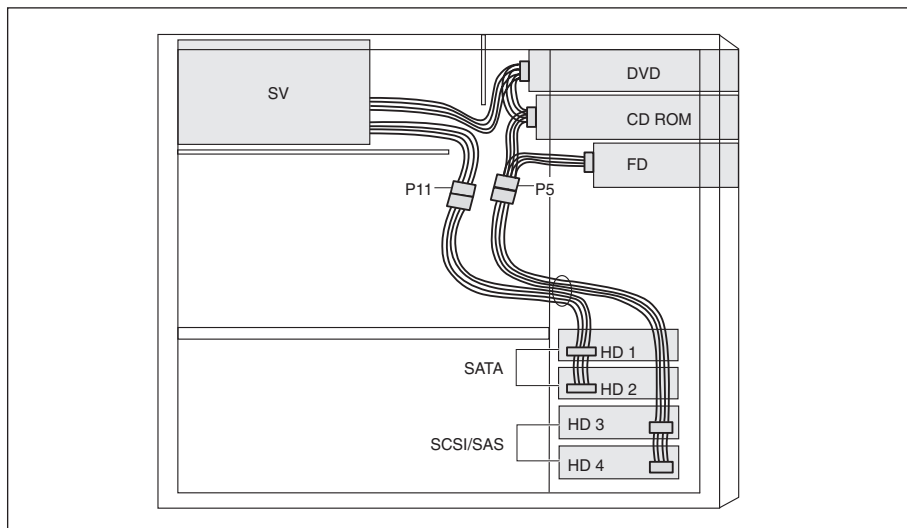 SV
DVD
CD ROM
FD
P11
P5
HD 1
SATA
HD 2
HD 3
SCSI/SAS
HD 4